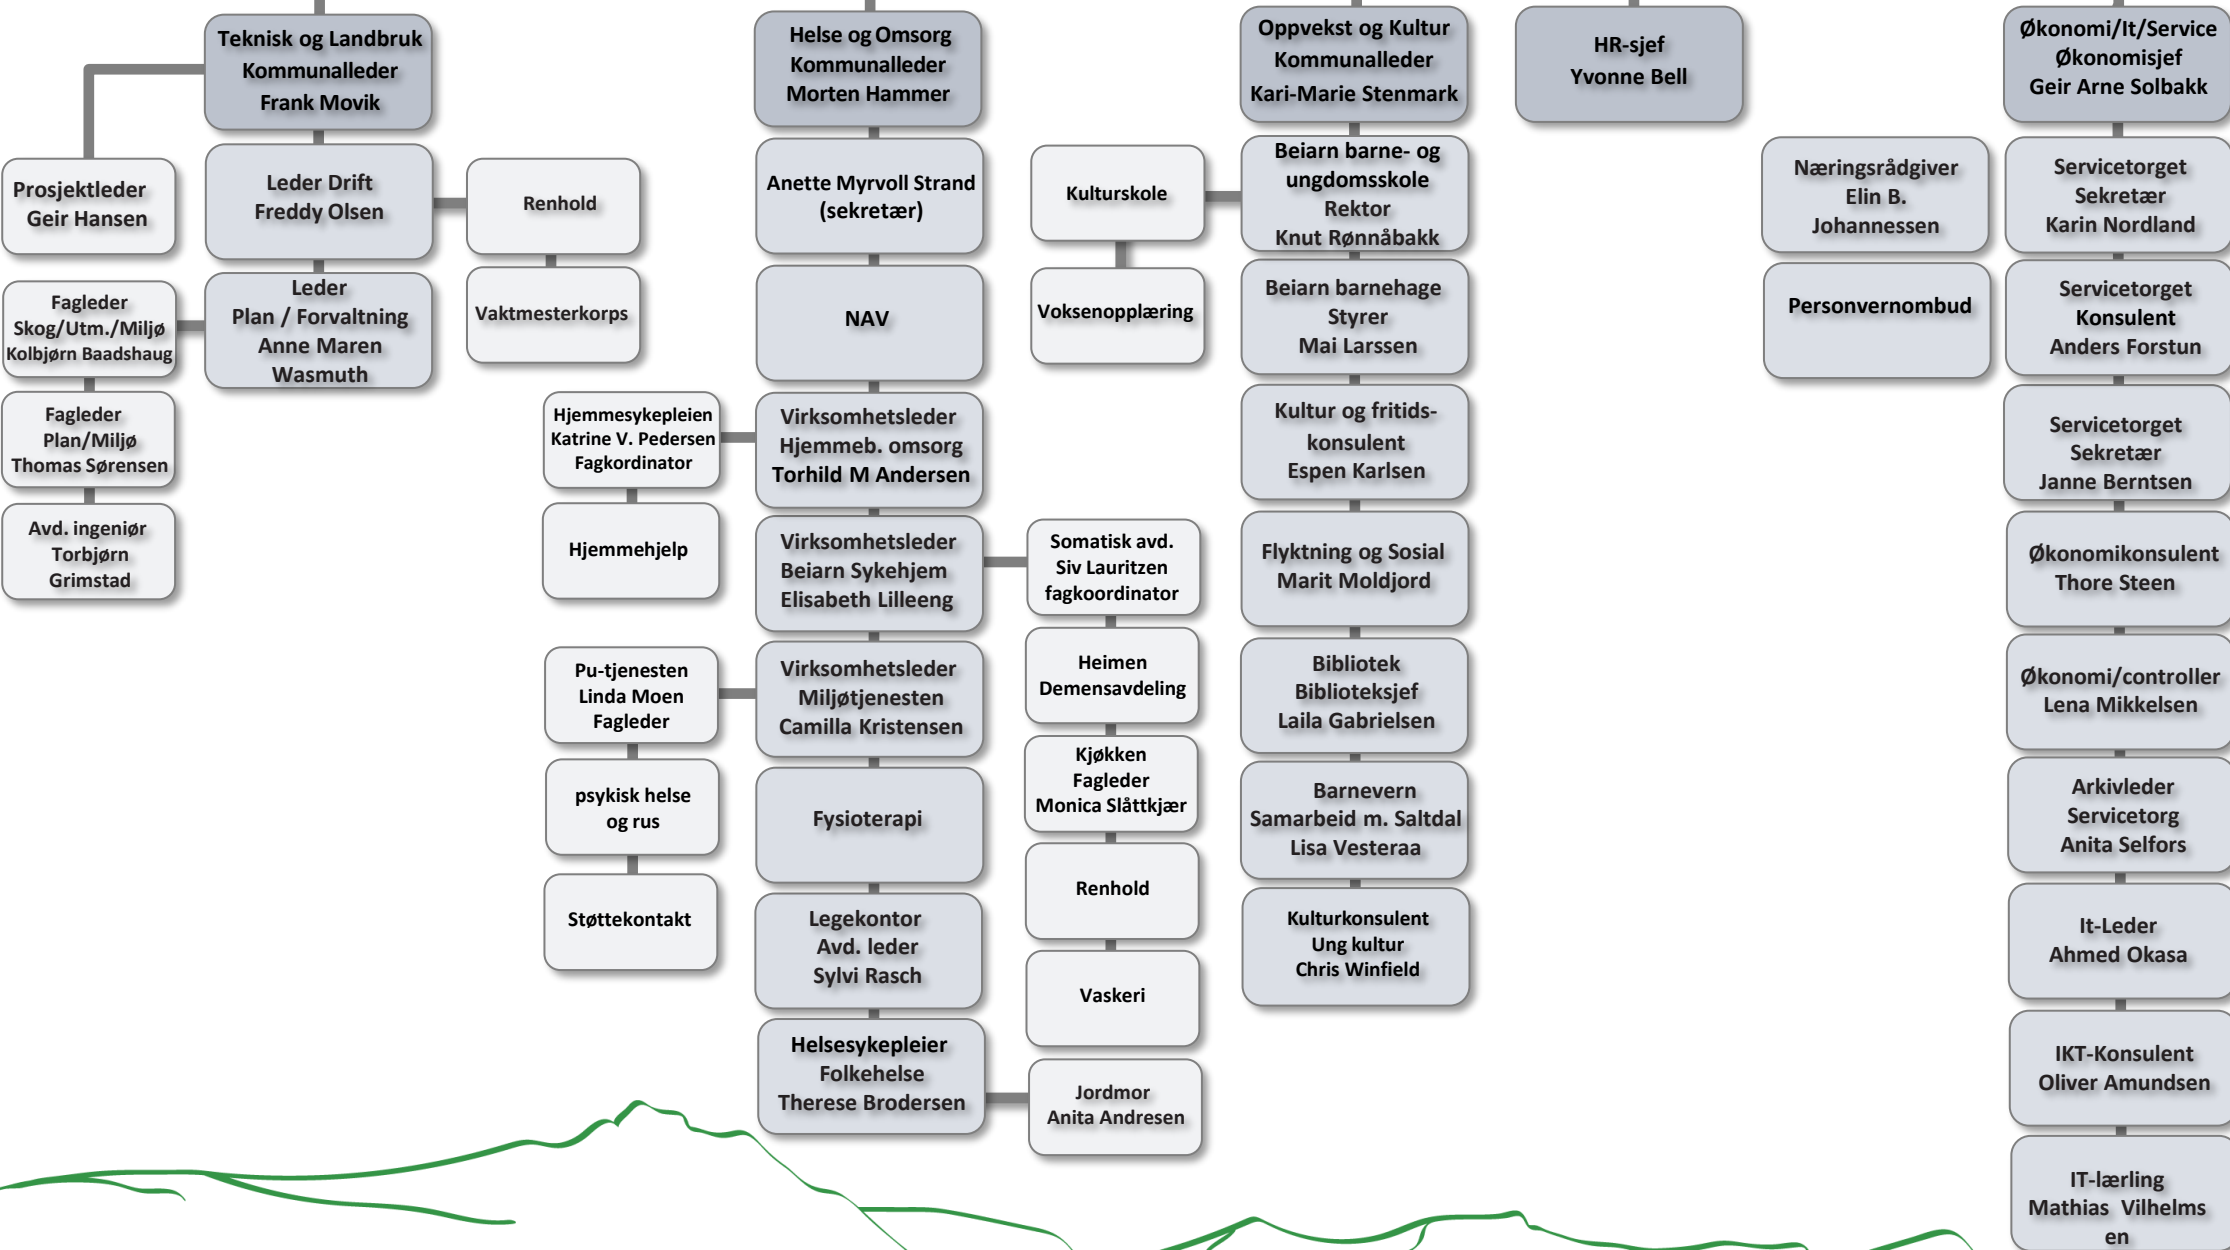 Teknisk og Landbruk
Kommunalleder
Frank Movik
Prosjektleder
Geir Hansen
Leder Drift
Freddy Olsen
Renhold
Vaktmesterkorps
Leder
Plan / Forvaltning
Anne Maren
Wasmuth
Fagleder
Skog/Utm./Miljø
Kolbjørn Baadshaug
Fagleder
Plan/Miljø
Thomas Sørensen
Avd. ingeniør
Torbjørn
Grimstad
Helse og Omsorg
Kommunalleder
Morten Hammer
Anette Myrvoll Strand
(sekretær)
NAV
Virksomhetsleder
Hjemmeb. omsorg
Torhild M Andersen
Hjemmesykepleien
Katrine V. Pedersen
Fagkordinator
Hjemmehjelp
Virksomhetsleder
Beiarn Sykehjem
Elisabeth Lilleeng
Somatisk avd.
Siv Lauritzen
fagkoordinator
Heimen
Demensavdeling
Kjøkken
Fagleder
Monica Slåttkjær
Renhold
Vaskeri
Virksomhetsleder
Miljøtjenesten
Camilla Kristensen
Pu-tjenesten
Linda Moen
Fagleder
psykisk helse
og rus
Støttekontakt
Fysioterapi
Legekontor
Avd. leder
Sylvi Rasch
Helsesykepleier
Folkehelse
Therese Brodersen
Jordmor
Anita Andresen
Oppvekst og Kultur
Kommunalleder
Kari-Marie Stenmark
Beiarn barne- og
ungdomsskole
Rektor
Knut Rønnåbakk
Kulturskole
Voksenopplæring
Beiarn barnehage
Styrer
Mai Larssen
Kultur og fritids-
konsulent
Espen Karlsen
Flyktning og Sosial
Marit Moldjord
Bibliotek
Biblioteksjef
Laila Gabrielsen
Barnevern
Samarbeid m. Saltdal
Lisa Vesteraa
Kulturkonsulent
Ung kultur
Chris Winfield
HR-sjef
Yvonne Bell
Økonomi/It/Service
Økonomisjef
Geir Arne Solbakk
Næringsrådgiver
Elin B.
Johannessen
Personvernombud
Servicetorget
Sekretær
Karin Nordland
Servicetorget
Konsulent
Anders Forstun
Servicetorget
Sekretær
Janne Berntsen
Økonomikonsulent
Thore Steen
Økonomi/controller
Lena Mikkelsen
Arkivleder
Servicetorg
Anita Selfors
It-Leder
Ahmed Okasa
IKT-Konsulent
Oliver Amundsen
IT-lærling
Mathias Vilhelms
en